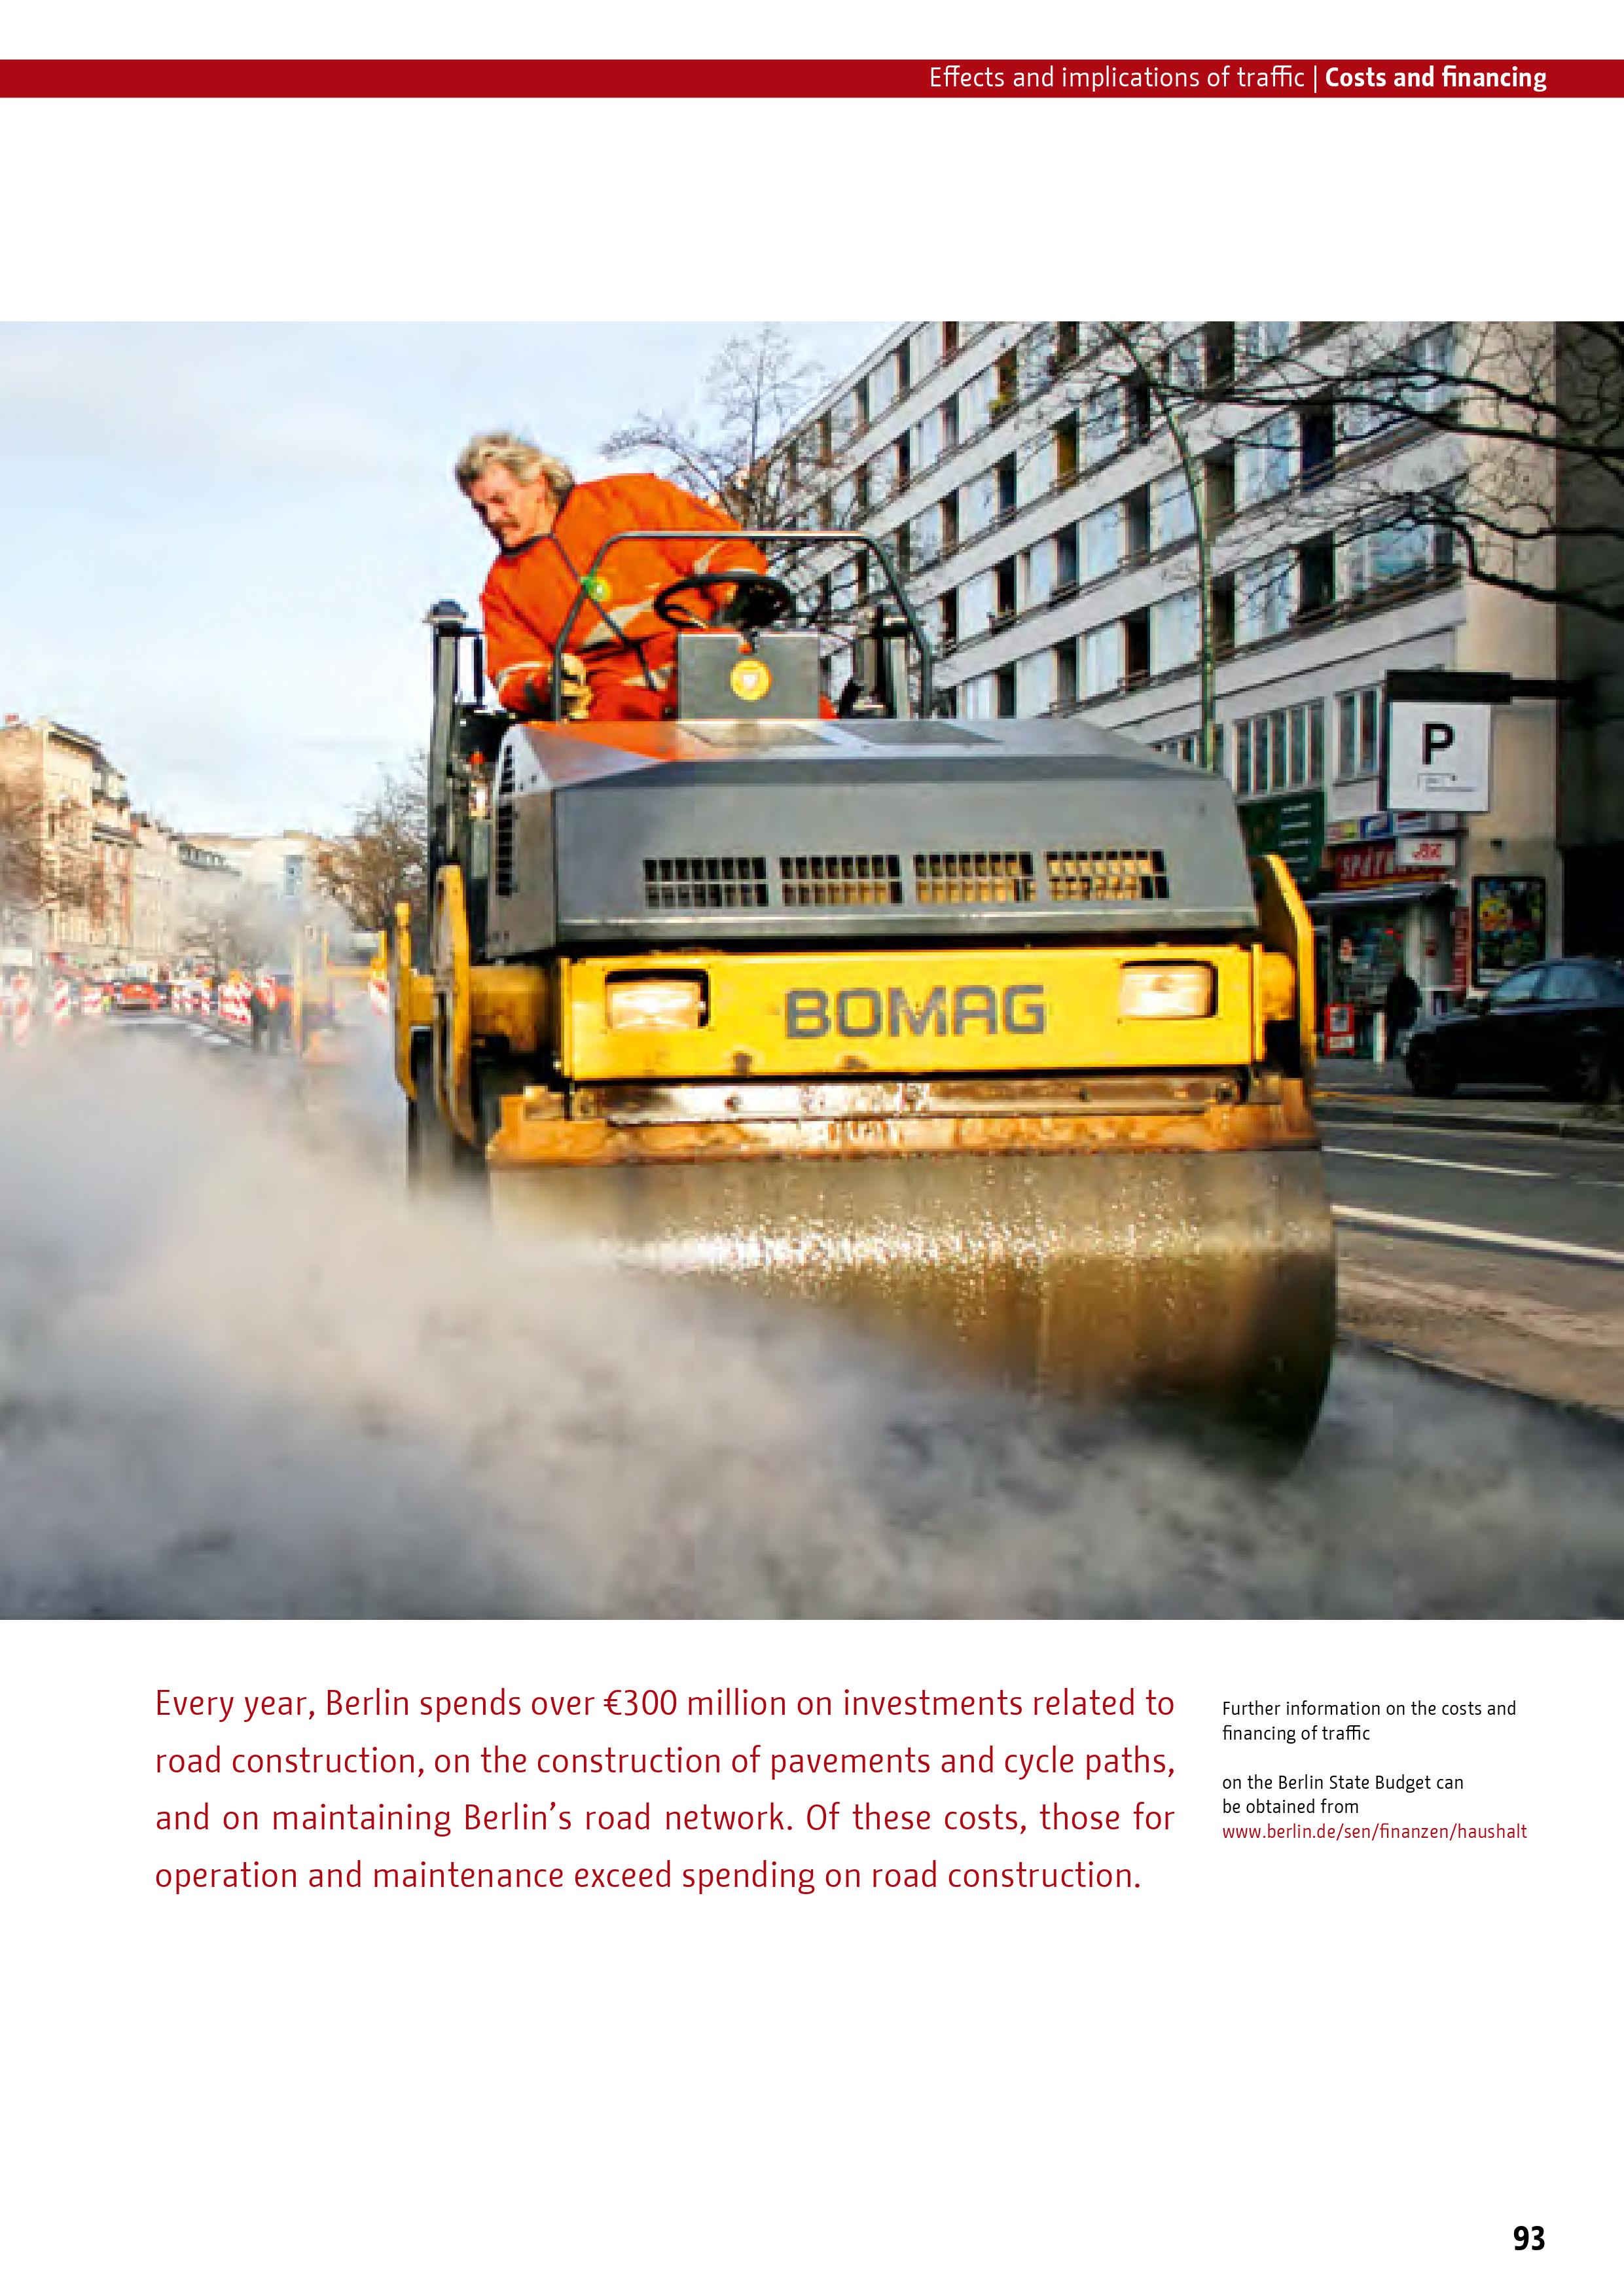 Effects and implications of traffic | Costs and financing
P
SPÄTI
BOMAG
Every year, Berlin spends over €300 million on investments related to
road construction, on the construction of pavements and cycle paths,
and on maintaining Berlin’s road network. Of these costs, those for
operation and maintenance exceed spending on road construction.
Further information on the costs and
financing of traffic
on the Berlin State Budget can
be obtained from
www.berlin.de/sen/finanzen/haushalt
93